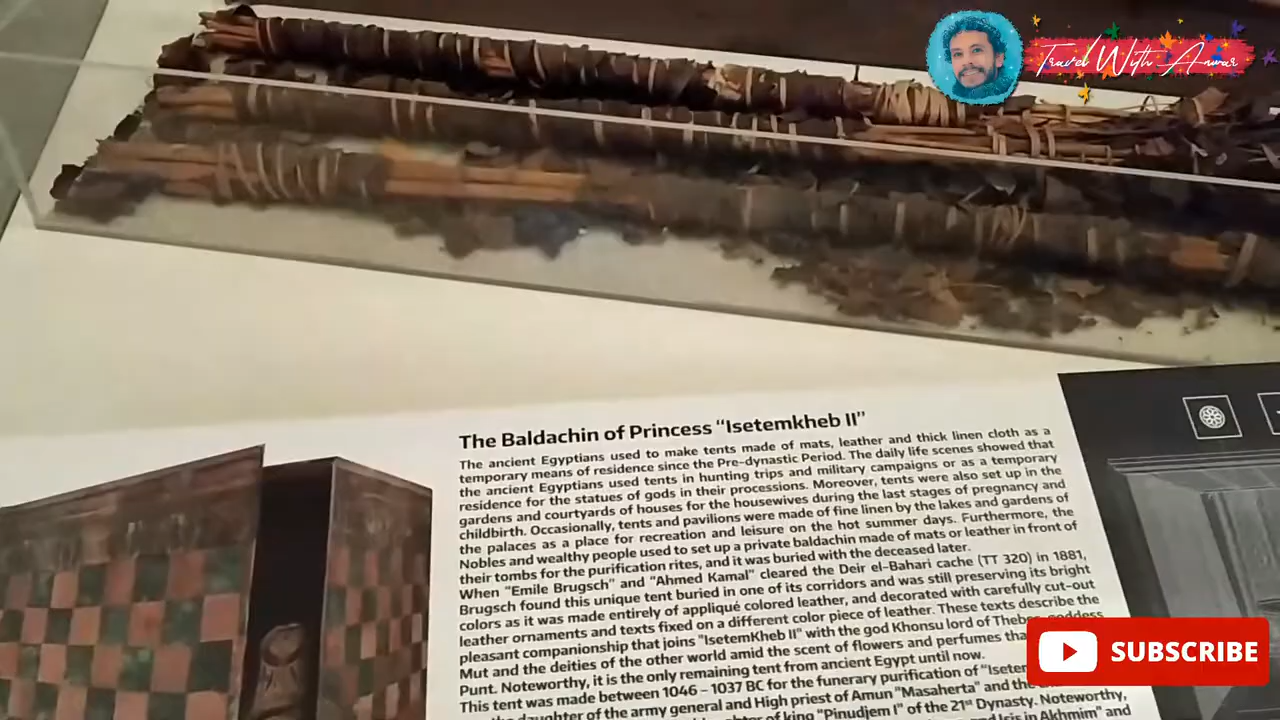 Travel With Anwar
The Baldachin of Princess “Isetemkheb II”
The ancient Egyptians used to make tents made of mats, leather and thick linen cloth as a
temporary means of residence since the Pre-dynastic Period. The daily life scenes showed that
the ancient Egyptians used tents in hunting trips and military campaigns or as a temporary
residence for the statues of gods in their processions. Moreover, tents were also set up in the
gardens and courtyards of houses for the housewives during the last stages of pregnancy and
childbirth. Occasionally, tents and pavilions were made of fine linen by the lakes and gardens of
the palaces as a place for recreation and leisure on the hot summer days. Furthermore, the
Nobles and wealthy people used to set up a private baldachin made of mats or leather in front of
their tombs for the purification rites, and it was buried with the deceased later.
When "Emile Brugsch" and "Ahmed Kamal" cleared the Deir el-Bahari cache (TT 320) in 1881,
Brugsch found this unique tent buried in one of its corridors and was still preserving its bright
colors as it was made entirely of appliqué colored leather, and decorated with carefully cut-out
leather ornaments and texts fixed on a different color piece of leather. These texts describe the
pleasant companionship that joins "IsetemKheb II" with the god Khonsu lord of Thebes, goddess
Mut and the deities of the other world amid the scent of flowers and perfumes
Punt. Noteworthy, it is the only remaining tent from ancient Egypt until now.
This tent was made between 1046 – 1037 BC for the funerary purification of
daughter of the army general and High priest of Amun "Masaherta" and the
of king "Pinudjem I" of the 21st Dynasty. Noteworthy,
in Akhmim" and
SUBSCRIBE